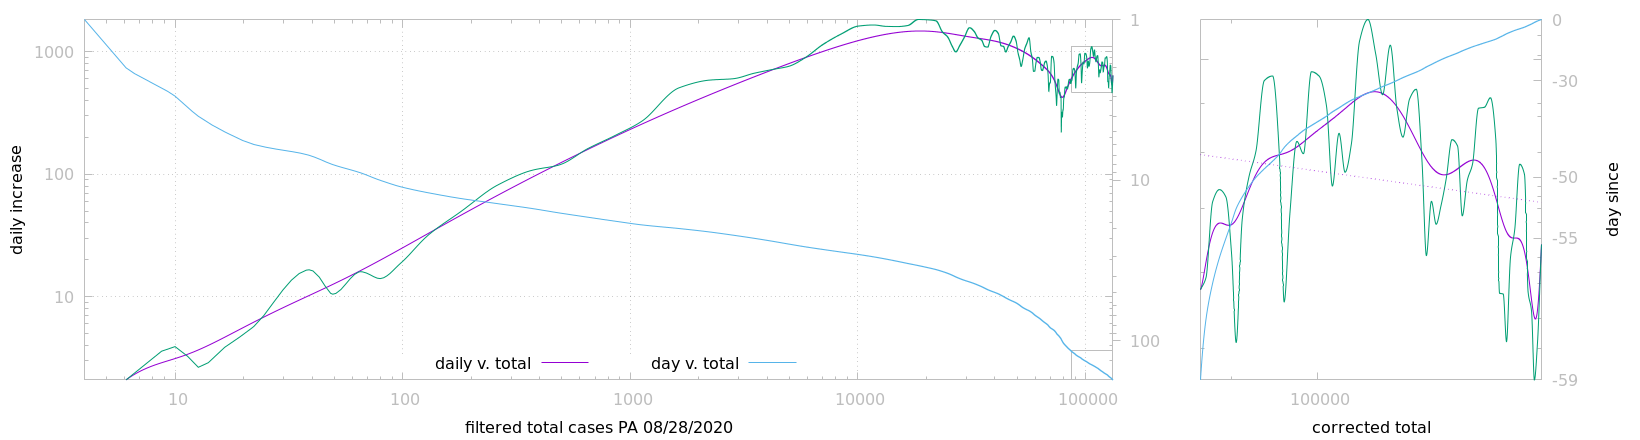 daily increase
1000
100
10
1
10
100
daily v. total
day v. total
10
100
1000
10000
100000
filtered total cases PA 08/28/2020
0
-30
-50
-55
-59
day since
100000
corrected total